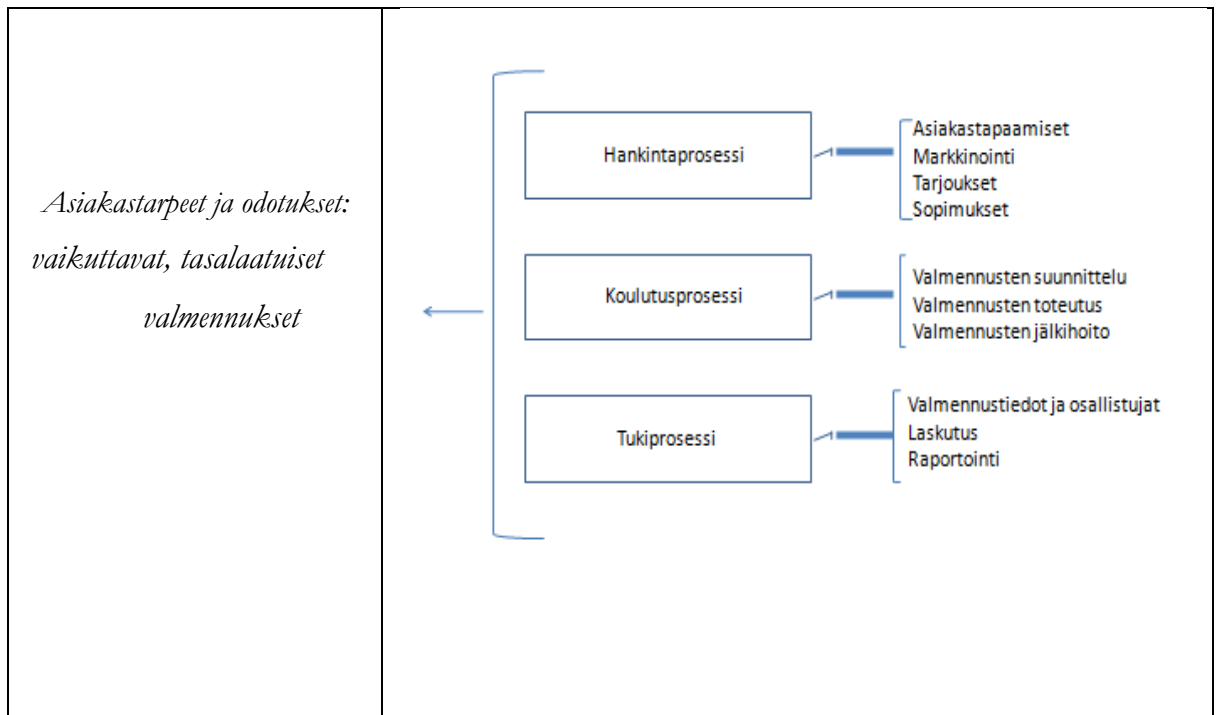 Asiakastarpeet ja odotukset:
vaikuttavat, tasalaatuiset
valmennukset
Hankintaprosessi
Asiakastapaamiset
Markkinointi
Tarjoukset
Sopimukset
Koulutusprosessi
Valmennusten suunnittelu
Valmennusten toteutus
Valmennusten jälkihoito
Tukiprosessi
Valmennustiedot ja osallistujat
Laskutus
Raportointi